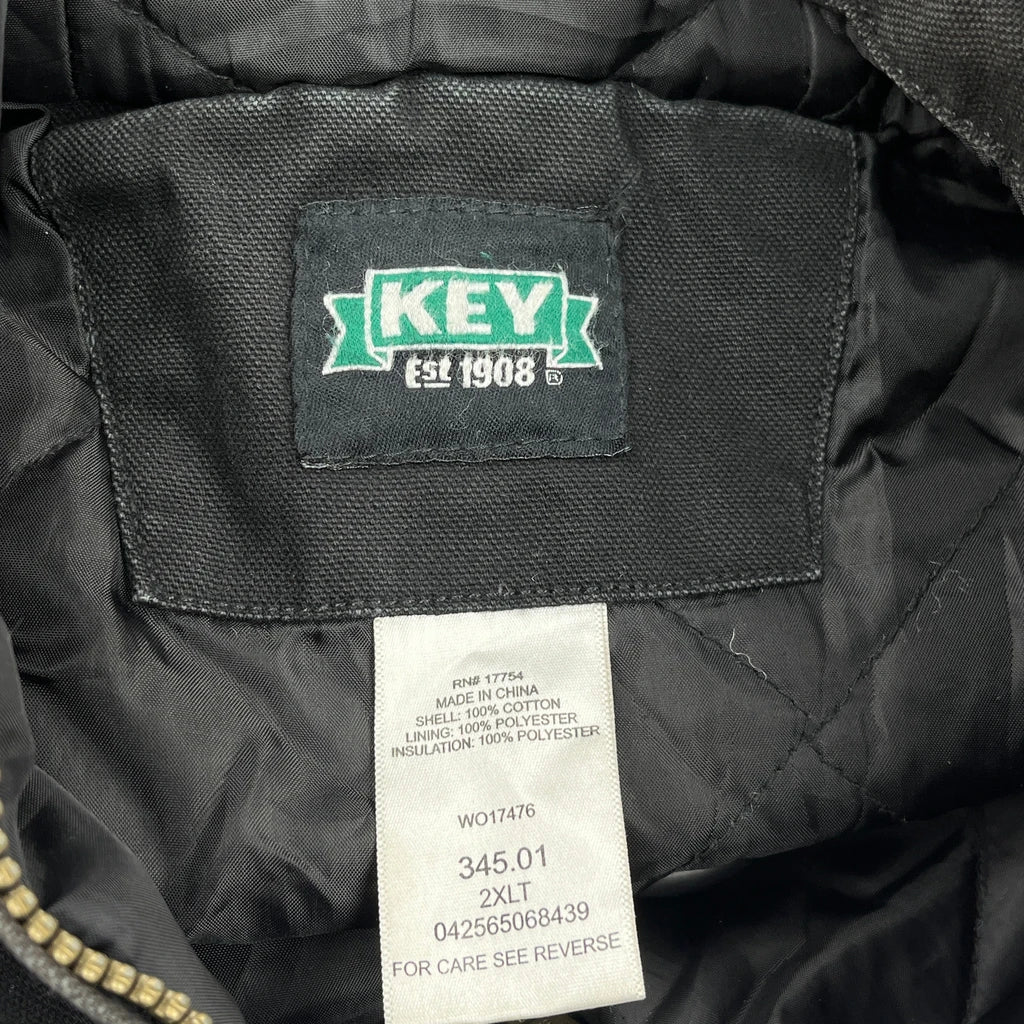 KEY
Est 1908 ®
RN# 17754
MADE IN CHINA
SHELL: 100% COTTON
LINING: 100% POLYESTER
INSULATION: 100% POLYESTER
WO17476
345.01
2XLT
042565068439
FOR CARE SEE REVERSE